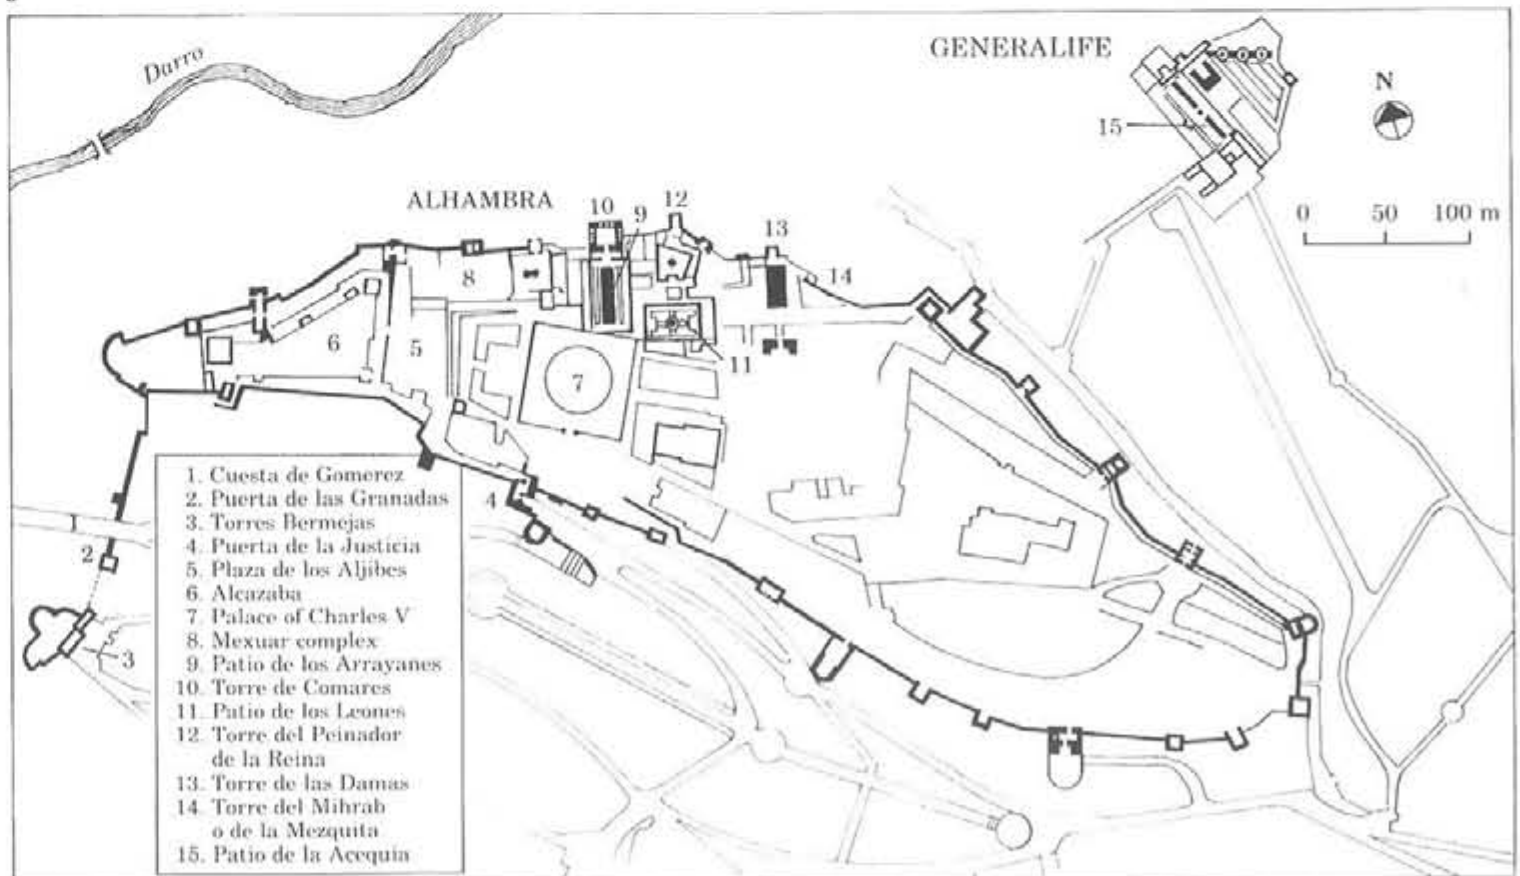 Darro
GENERALIFE
N
15
0 50 100 m
ALHAMBRA
12
10
9
13
8
14
6
5
11
7
4
1
2
3
1. Cuesta de Gomerez
2. Puerta de las Granadas
3. Torres Bermejas
4. Puerta de la Justicia
5. Plaza de los Aljibes
6. Alcazaba
7. Palace of Charles V
8. Mexuar complex
9. Patio de los Arrayanes
10. Torre de Comares
11. Patio de los Leones
12. Torre del Peinador
de la Reina
13. Torre de las Damas
14. Torre del Mihrab
o de la Mezquita
15. Patio de la Acequia